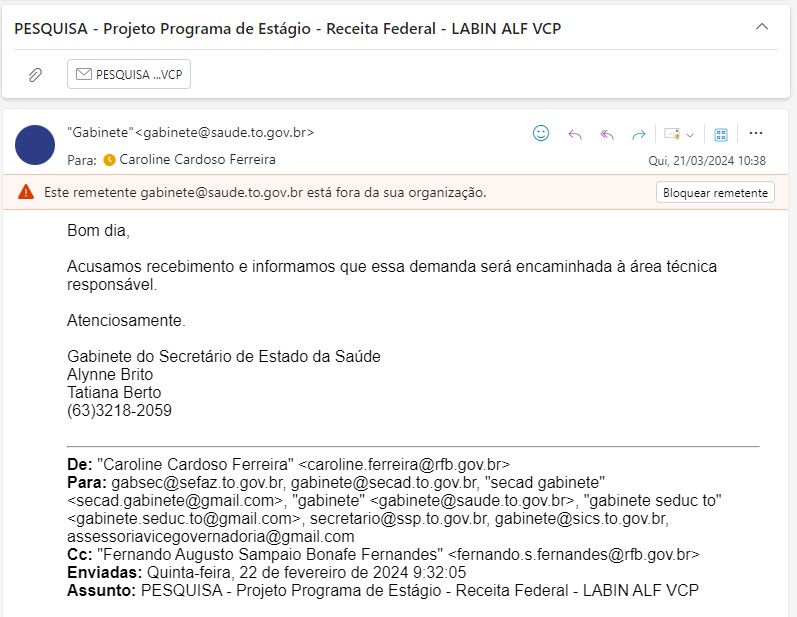 PESQUISA - Projeto Programa de Estágio - Receita Federal - LABIN ALF VCP
PESQUISA ...VCP
"Gabinete"<gabinete@saude.to.gov.br>
Para: Caroline Cardoso Ferreira
Qui, 21/03/2024 10:38
Este remetente gabinete@saude.to.gov.br está fora da sua organização.
Bloquear remetente
Bom dia,
Acusamos recebimento e informamos que essa demanda será encaminhada à área técnica
responsável.
Atenciosamente.
Gabinete do Secretário de Estado da Saúde
Alynne Brito
Tatiana Berto
(63)3218-2059
De: "Caroline Cardoso Ferreira" <caroline.ferreira@rfb.gov.br>
Para: gabsec@sefaz.to.gov.br, gabinete@secad.to.gov.br, "secad gabinete"
<secad.gabinete@gmail.com>, "gabinete" <gabinete@saude.to.gov.br>, "gabinete seduc to"
<gabinete.seduc.to@gmail.com>, secretario@ssp.to.gov.br, gabinete@sics.to.gov.br,
assessoriavicegovernadoria@gmail.com
Cc: "Fernando Augusto Sampaio Bonafe Fernandes" <fernando.s.fernandes@rfb.gov.br>
Enviadas: Quinta-feira, 22 de fevereiro de 2024 9:32:05
Assunto: PESQUISA - Projeto Programa de Estágio - Receita Federal - LABIN ALF VCP